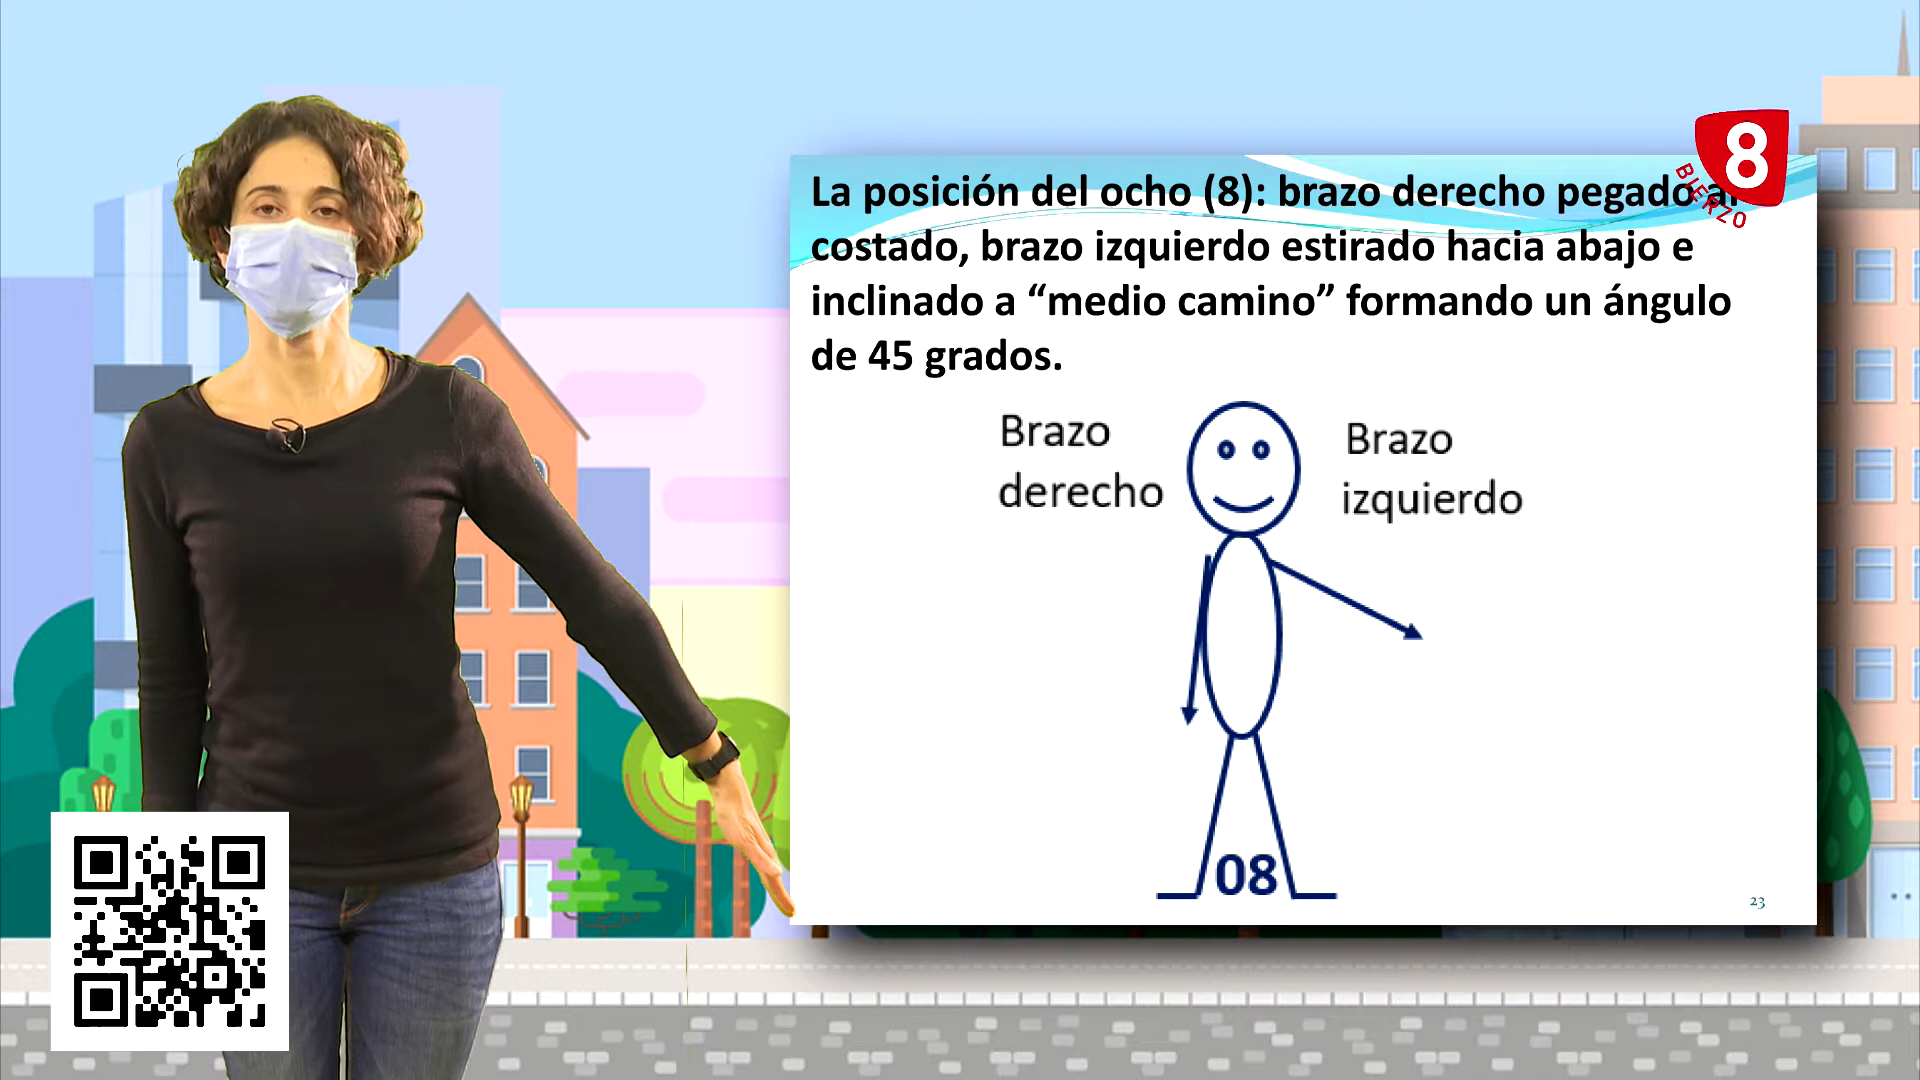 8
BIERZO
La posición del ocho (8): brazo derecho pegado al
costado, brazo izquierdo estirado hacia abajo e
inclinado a “medio camino” formando un ángulo
de 45 grados.
Brazo
derecho
Brazo
izquierdo
08
23